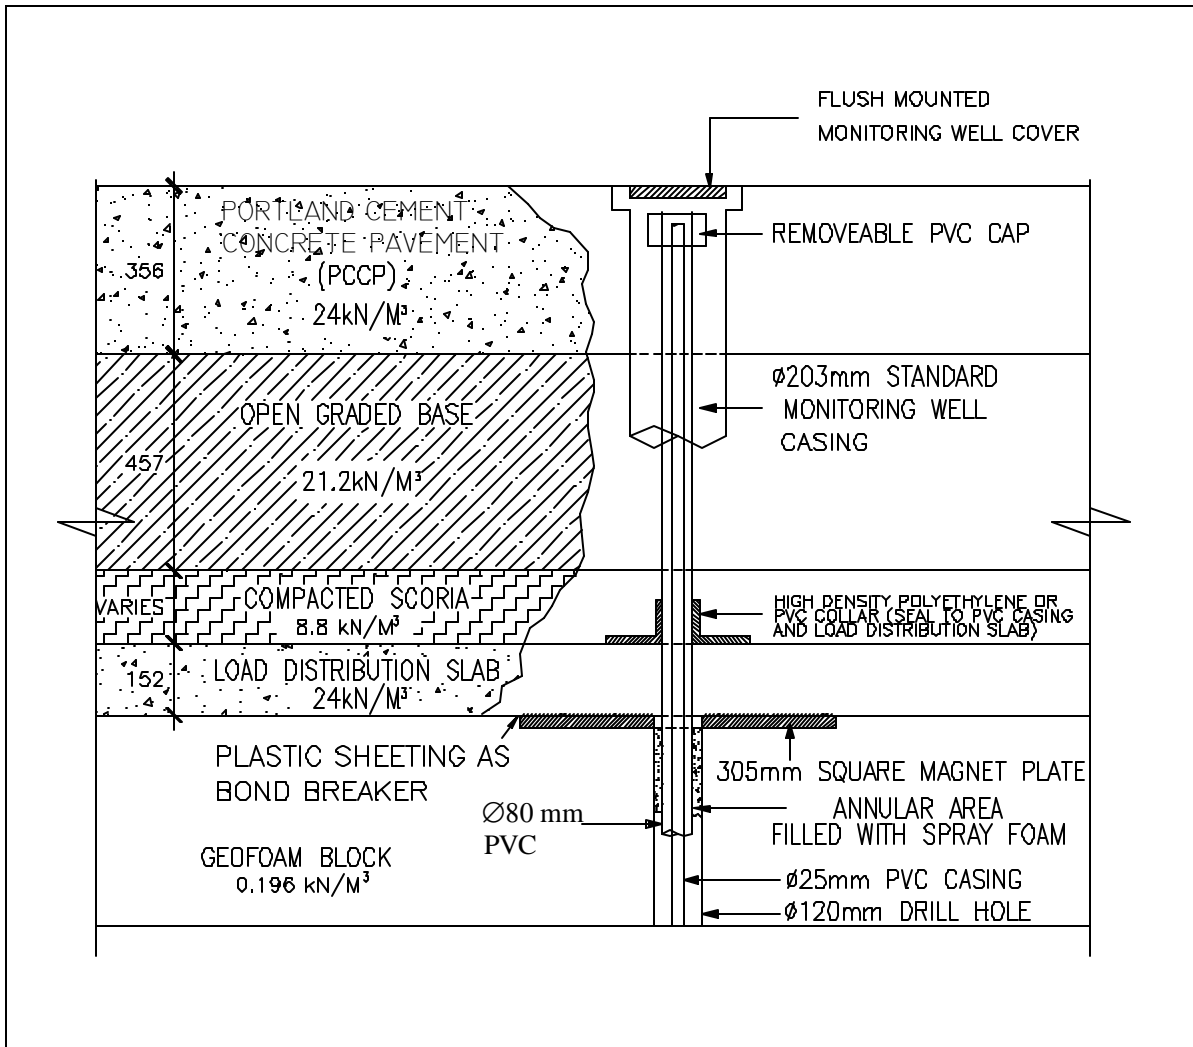 FLUSH MOUNTED
MONITORING WELL COVER
PORTLAND CEMENT
CONCRETE PAVEMENT
(PCCP)
24kN/M³
356
REMOVEABLE PVC CAP
Ø203mm STANDARD
MONITORING WELL
CASING
OPEN GRADED BASE
21.2kN/M³
457
COMPACTED SCORIA
8.8 kN/M³
VARIES
HIGH DENSITY POLYETHYLENE OR
PVC COLLAR (SEAL TO PVC CASING
AND LOAD DISTRIBUTION SLAB)
LOAD DISTRIBUTION SLAB
24kN/M³
152
PLASTIC SHEETING AS
BOND BREAKER
305mm SQUARE MAGNET PLATE
ANNULAR AREA
FILLED WITH SPRAY FOAM
∅80 mm
PVC
GEOFOAM BLOCK
0.196 kN/M³
Ø25mm PVC CASING
Ø120mm DRILL HOLE